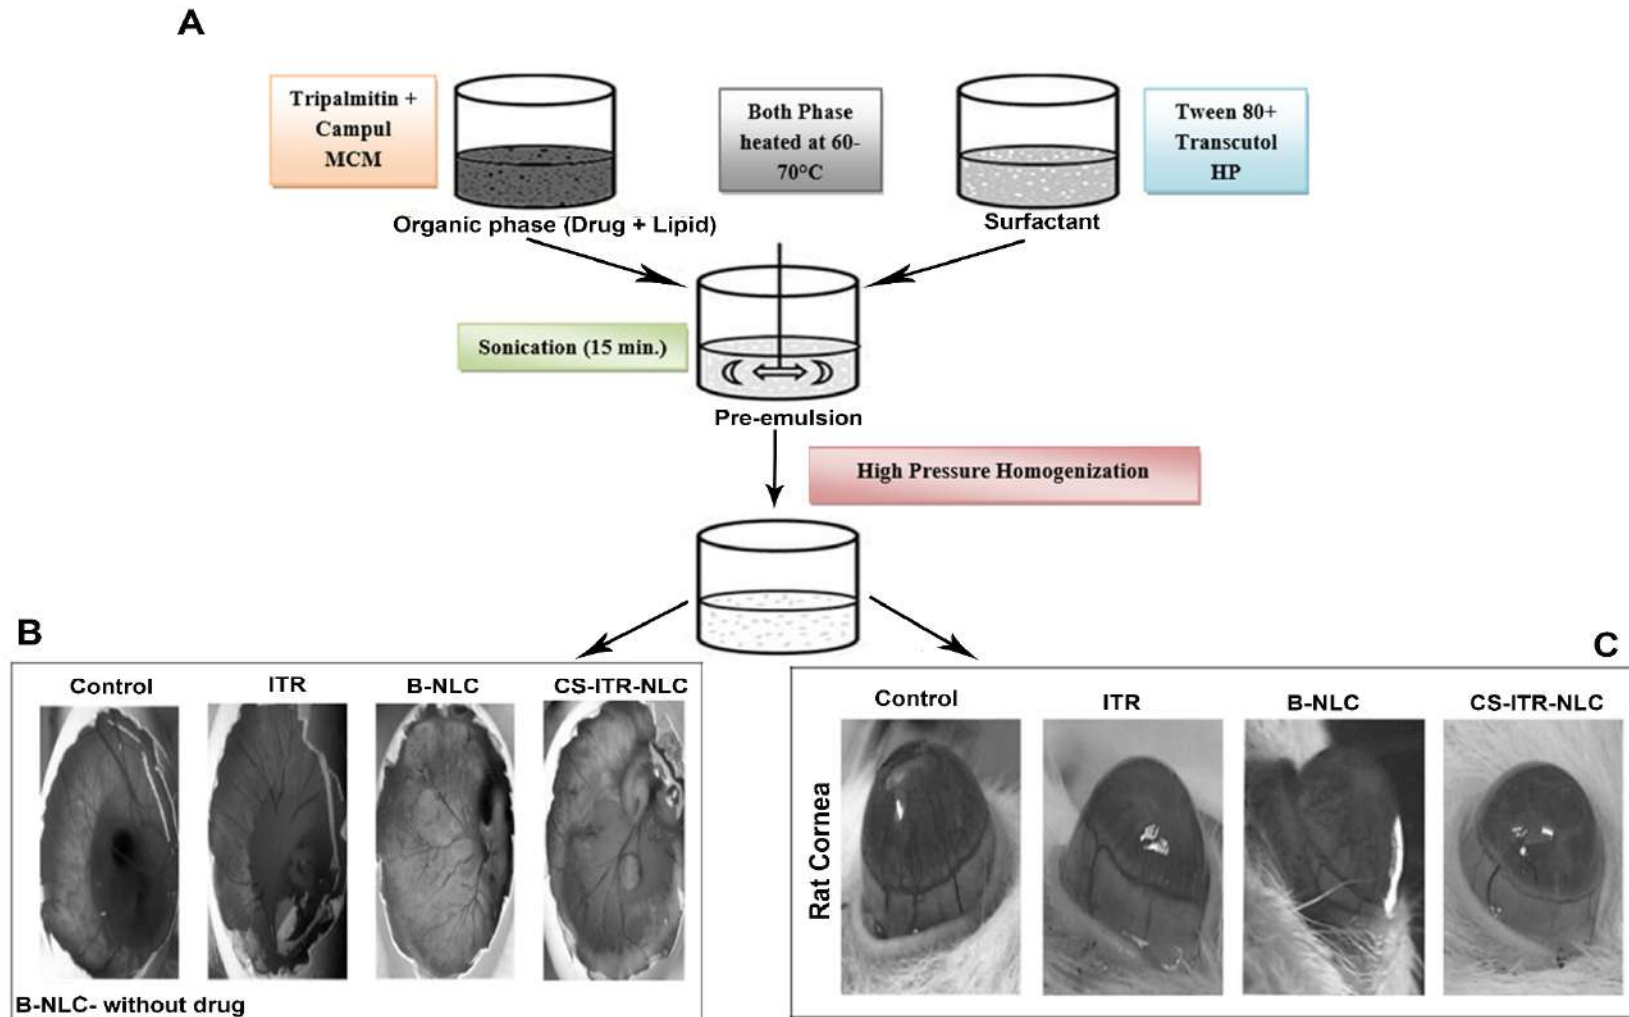 A
Tripalmitin +
Campul
MCM
Both Phase
heated at 60-
70°C
Tween 80+
Transcutol
HP
Organic phase (Drug + Lipid)
Surfactant
Sonication (15 min.)
Pre-emulsion
High Pressure Homogenization
B
Control
ITR
B-NLC
CS-ITR-NLC
B-NLC- without drug
C
Control
ITR
B-NLC
CS-ITR-NLC
Rat Cornea